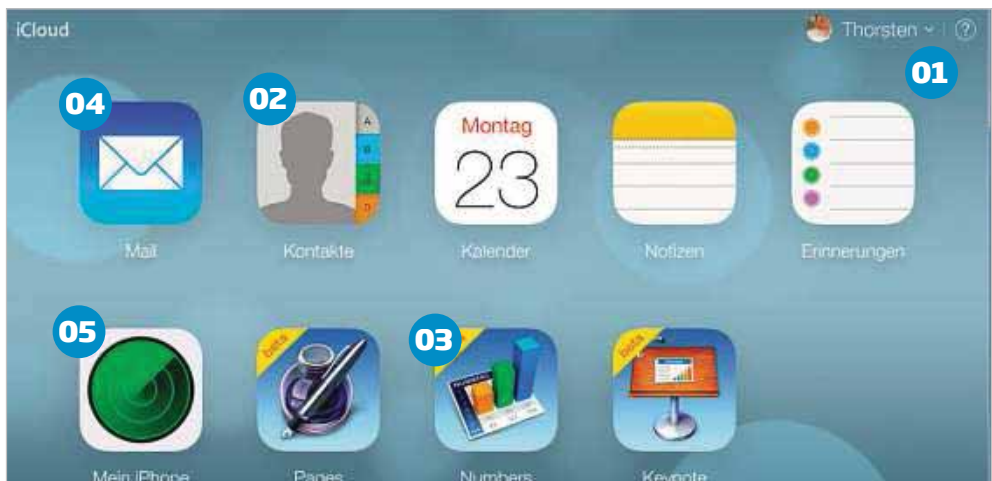 iCloud
Thorsten
?
01
04
02
A
Montag
23
Mail
Kontakte
Kalender
Notizen
Erinnerungen
05
beta
03
beta
Mein iPhone
Pages
Numbers
Keynote